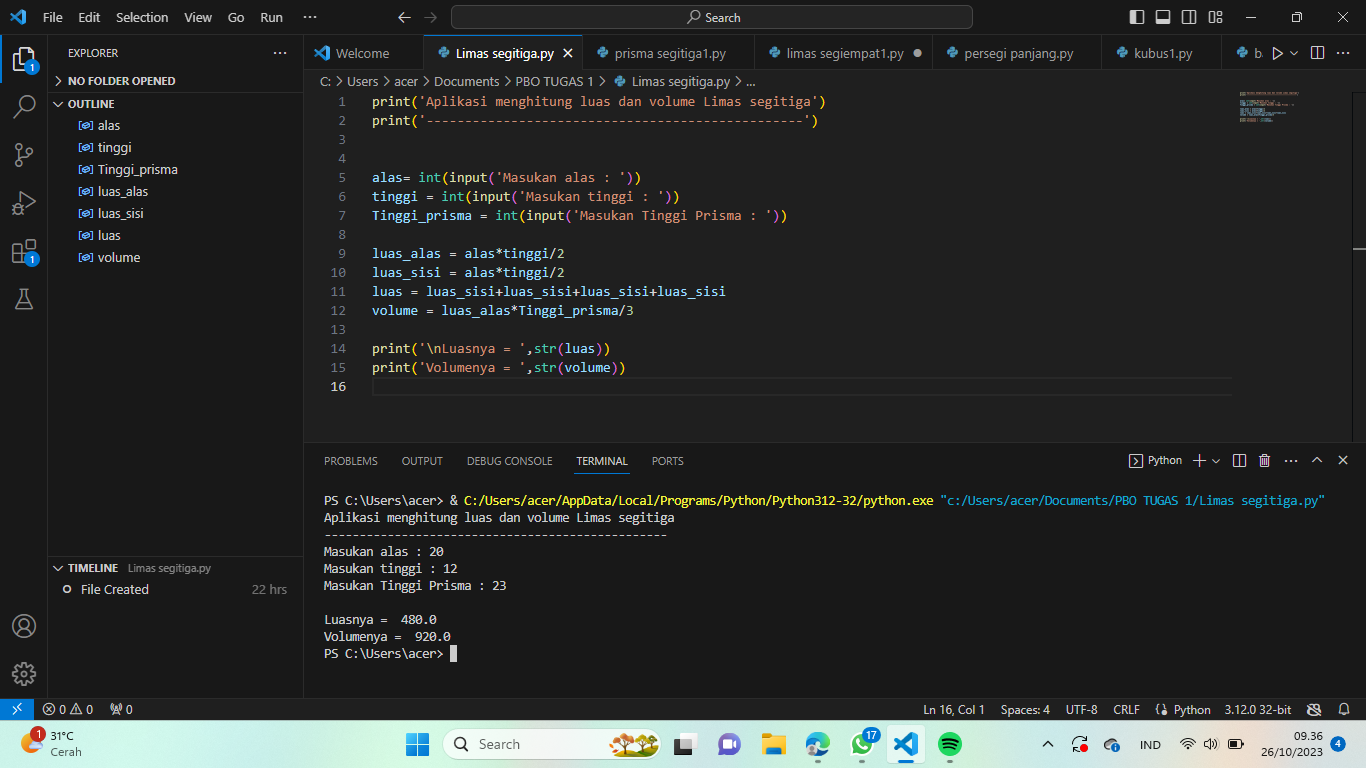 File Edit Selection View Go Run ··· Search
EXPLORER ···
NO FOLDER OPENED
OUTLINE
alas
tinggi
Tinggi_prisma
luas_alas
luas_sisi
luas
volume
TIMELINE Limas segitiga.py
File Created 22 hrs
1
1
Welcome Limas segitiga.py prisma segitiga1.py limas segiempat1.py persegi panjang.py kubus1.py b.
C: > Users > acer > Documents > PBO TUGAS 1 > Limas segitiga.py > ...
1 print('Aplikasi menghitung luas dan volume Limas segitiga')
2 print('-------------------------------------------------')
3
4
5 alas= int(input('Masukan alas : '))
6 tinggi = int(input('Masukan tinggi : '))
7 Tinggi_prisma = int(input('Masukan Tinggi Prisma : '))
8
9 luas_alas = alas*tinggi/2
10 luas_sisi = alas*tinggi/2
11 luas = luas_sisi+luas_sisi+luas_sisi+luas_sisi
12 volume = luas_alas*Tinggi_prisma/3
13
14 print('\nLuasnya = ',str(luas))
15 print('Volumenya = ',str(volume))
16
PROBLEMS OUTPUT DEBUG CONSOLE TERMINAL PORTS Python ···
PS C:\Users\acer> & C:/Users/acer/AppData/Local/Programs/Python/Python312-32/python.exe "c:/Users/acer/Documents/PBO TUGAS 1/Limas segitiga.py"
Aplikasi menghitung luas dan volume Limas segitiga
-------------------------------------------------
Masukan alas : 20
Masukan tinggi : 12
Masukan Tinggi Prisma : 23
Luasnya =  480.0
Volumenya =  920.0
PS C:\Users\acer>
0 0 0 Ln 16, Col 1 Spaces: 4 UTF-8 CRLF Python 3.12.0 32-bit
1 31°C
Cerah
Search
17
IND
09.36
26/10/2023
4